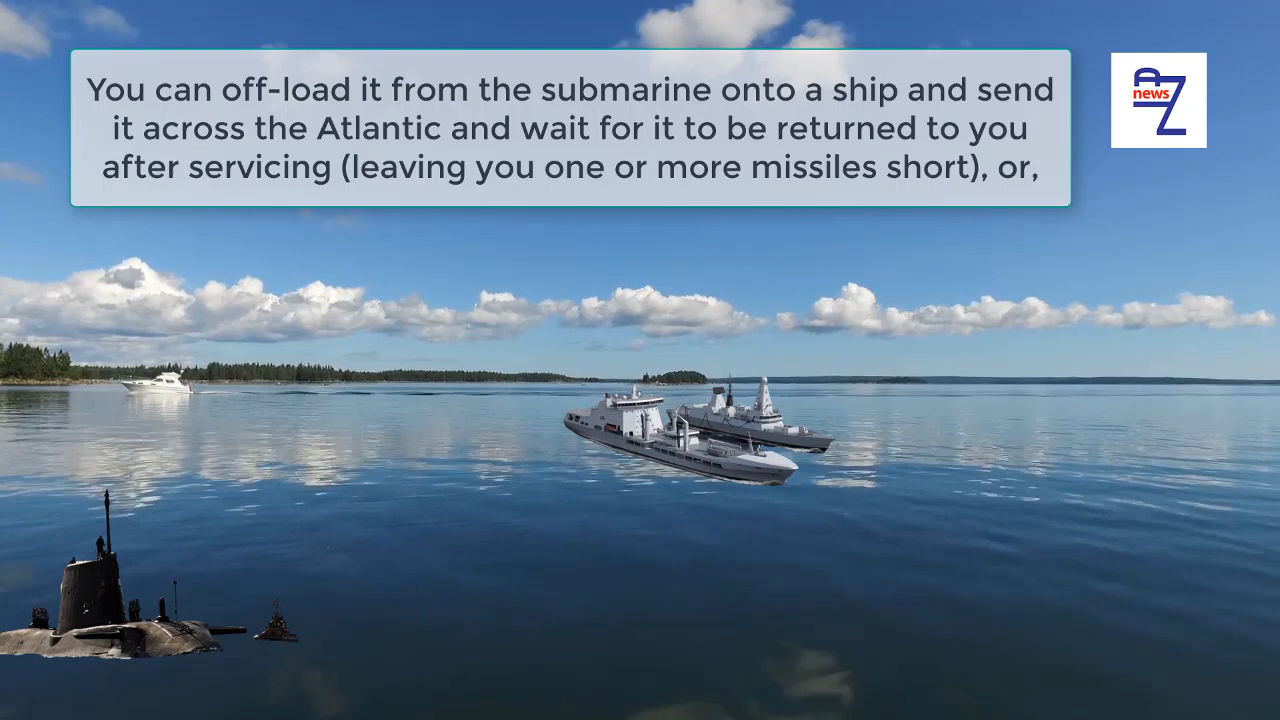 You can off-load it from the submarine onto a ship and send
it across the Atlantic and wait for it to be returned to you
after servicing (leaving you one or more missiles short), or,
A
news
Z